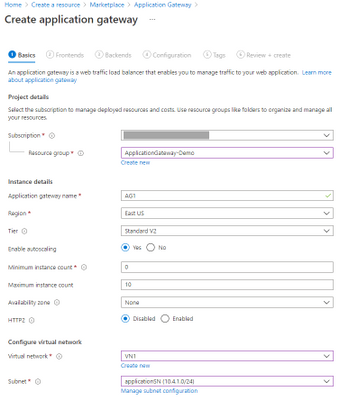 Home > Create a resource > Marketplace > Application Gateway >
Create application gateway ...
1 Basics 2 Frontends 3 Backends 4 Configuration 5 Tags 6 Review + create
An application gateway is a web traffic load balancer that enables you to manage traffic to your web application. Learn more
about application gateway
Project details
Select the subscription to manage deployed resources and costs. Use resource groups like folders to organize and manage all
your resources.
Subscription *
Resource group * ApplicationGateway-Demo
Create new
Instance details
Application gateway name * AG1
Region * East US
Tier Standard V2
Enable autoscaling Yes No
Minimum instance count * 0
Maximum instance count 10
Availability zone None
HTTP2 Disabled Enabled
Configure virtual network
Virtual network * VN1
Create new
Subnet * applicationSN (10.4.1.0/24)
Manage subnet configuration